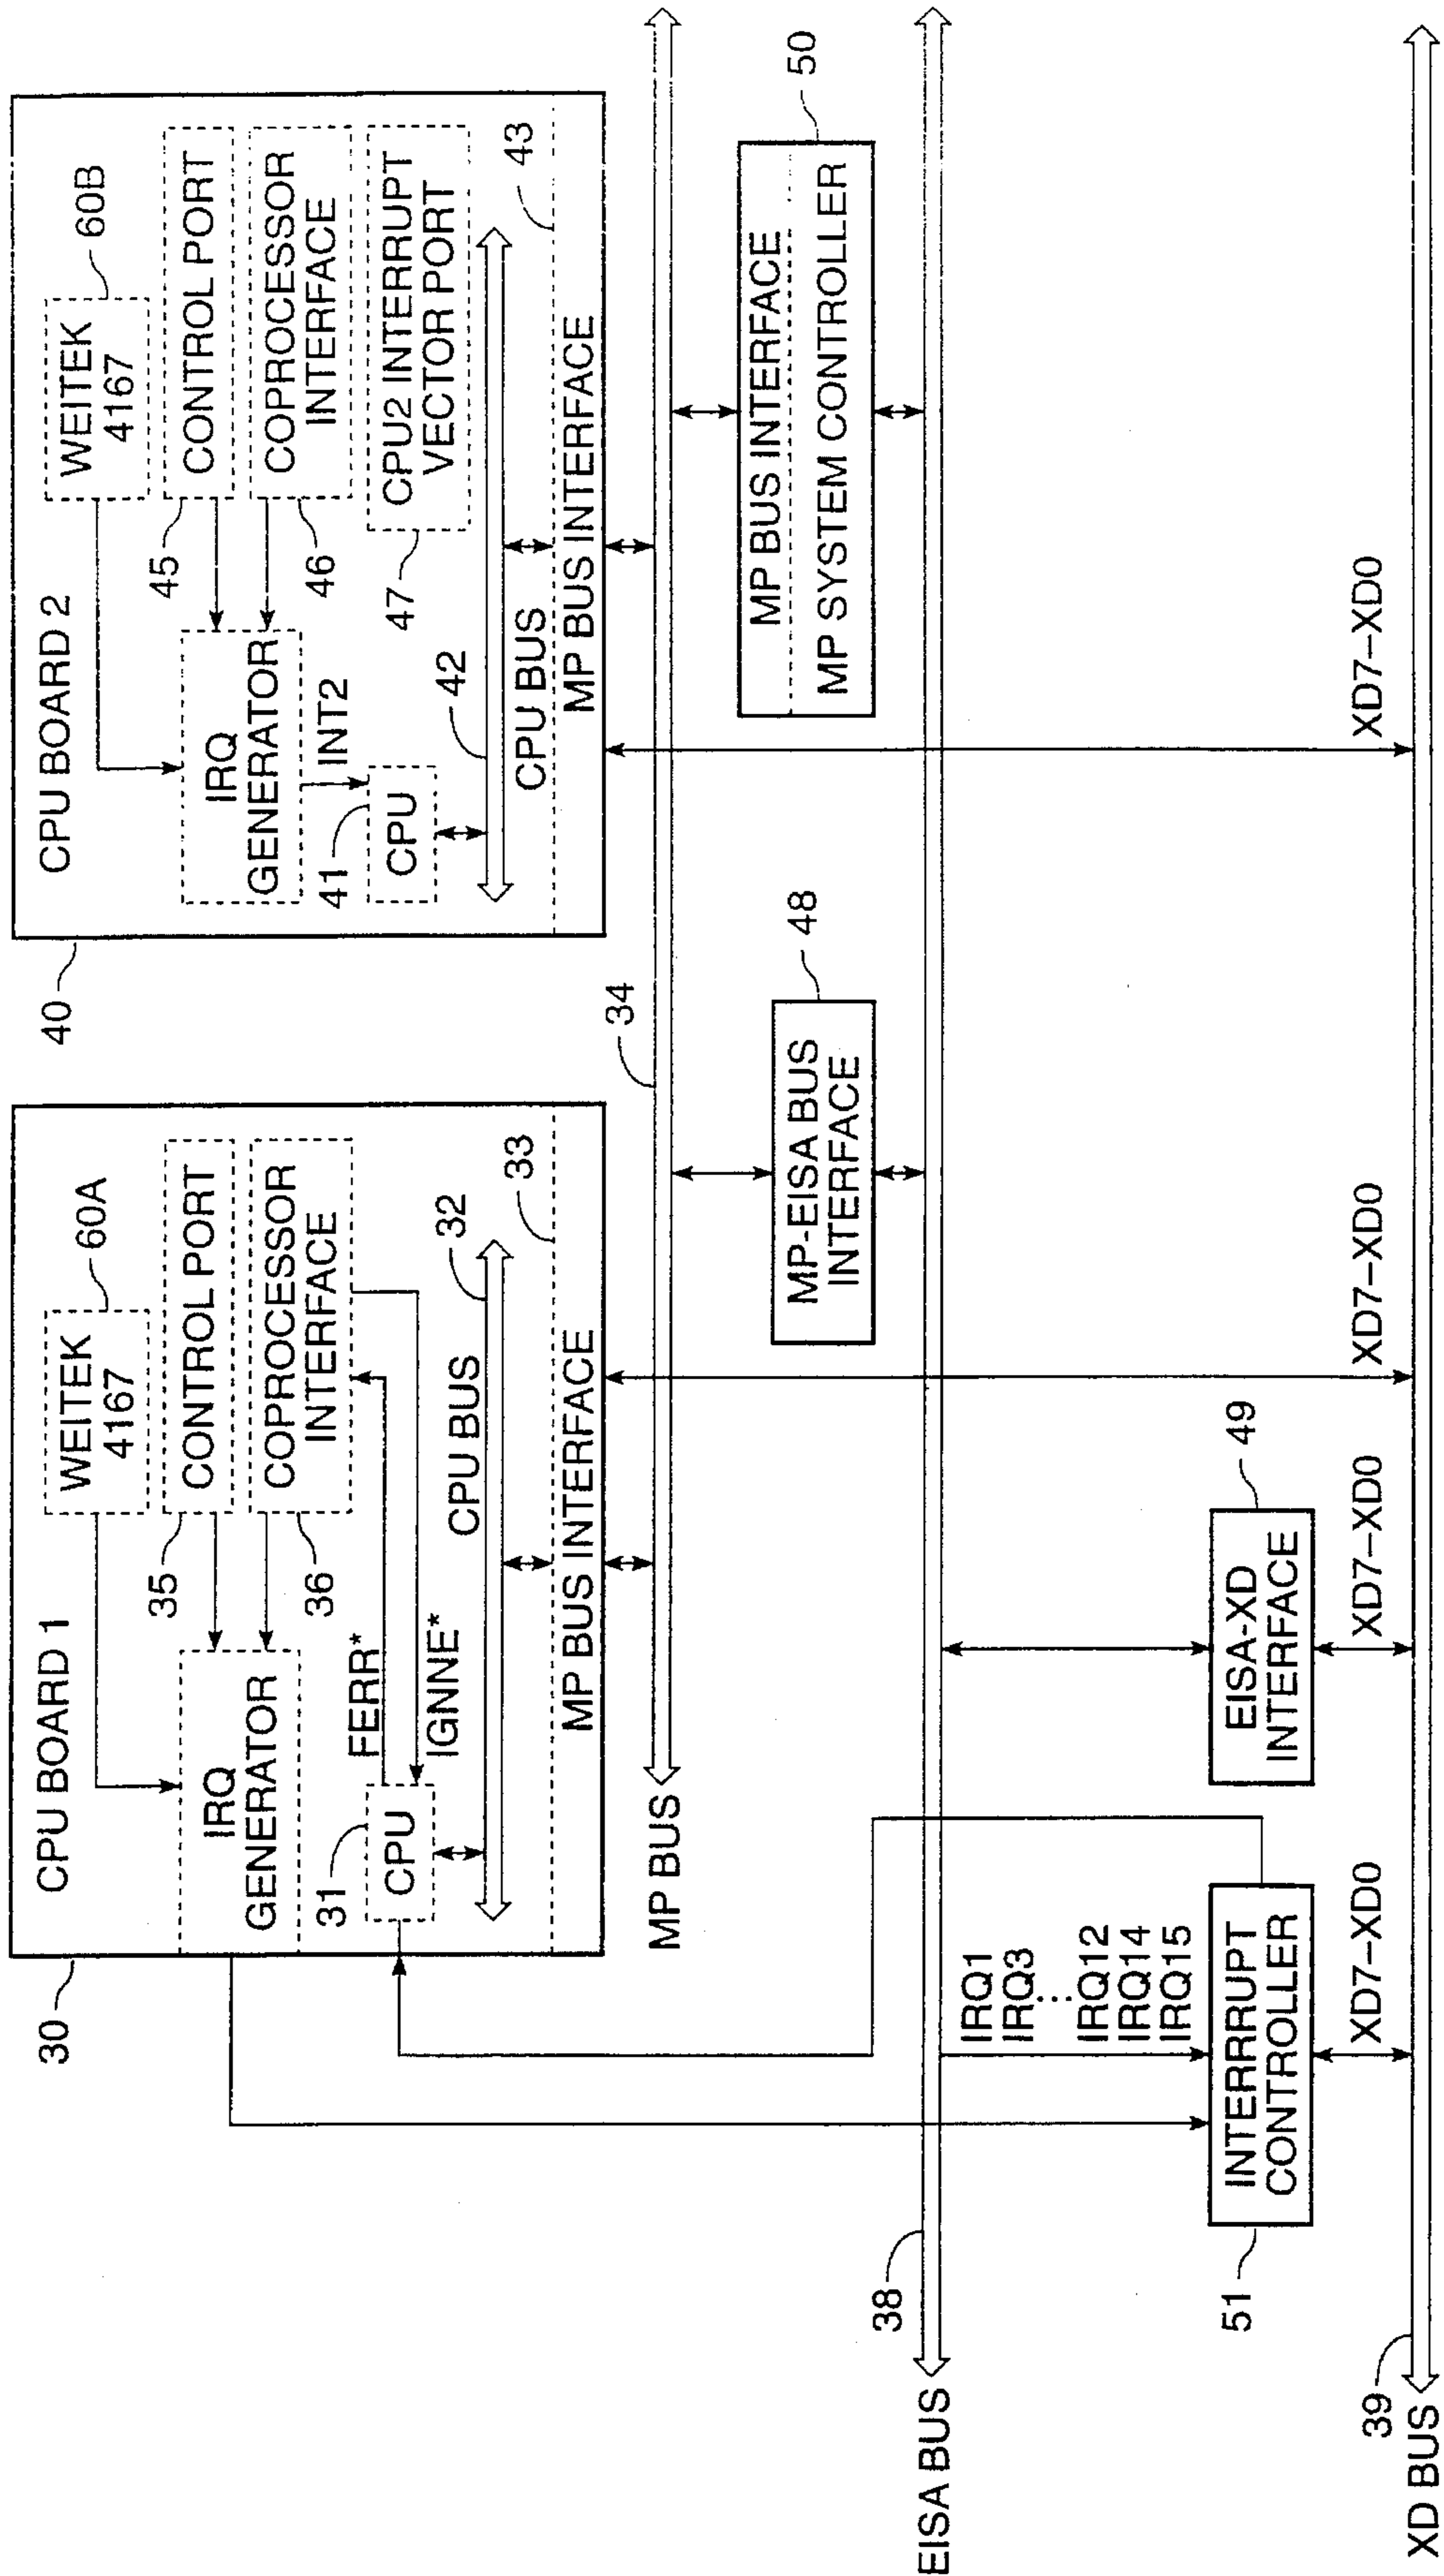 CPU BOARD 1
30
WEITEK
4167
60A
CONTROL PORT
35
COPROCESSOR
INTERFACE
36
IRQ
GENERATOR
FERR*
IGNNE*
31
CPU
CPU BUS
32
33
MP BUS INTERFACE
CPU BOARD 2
40
WEITEK
4167
60B
CONTROL PORT
45
COPROCESSOR
INTERFACE
46
CPU2 INTERRUPT
VECTOR PORT
47
IRQ
GENERATOR
INT2
41
CPU
42
CPU BUS
43
MP BUS INTERFACE
MP BUS
34
MP-EISA BUS
INTERFACE
48
MP BUS INTERFACE
MP SYSTEM CONTROLLER
50
EISA BUS
38
IRQ1
IRQ3
...
IRQ12
IRQ14
IRQ15
INTERRRUPT
CONTROLLER
51
EISA-XD
INTERFACE
49
XD7–XD0
XD7–XD0
XD7–XD0
XD7–XD0
39
XD BUS